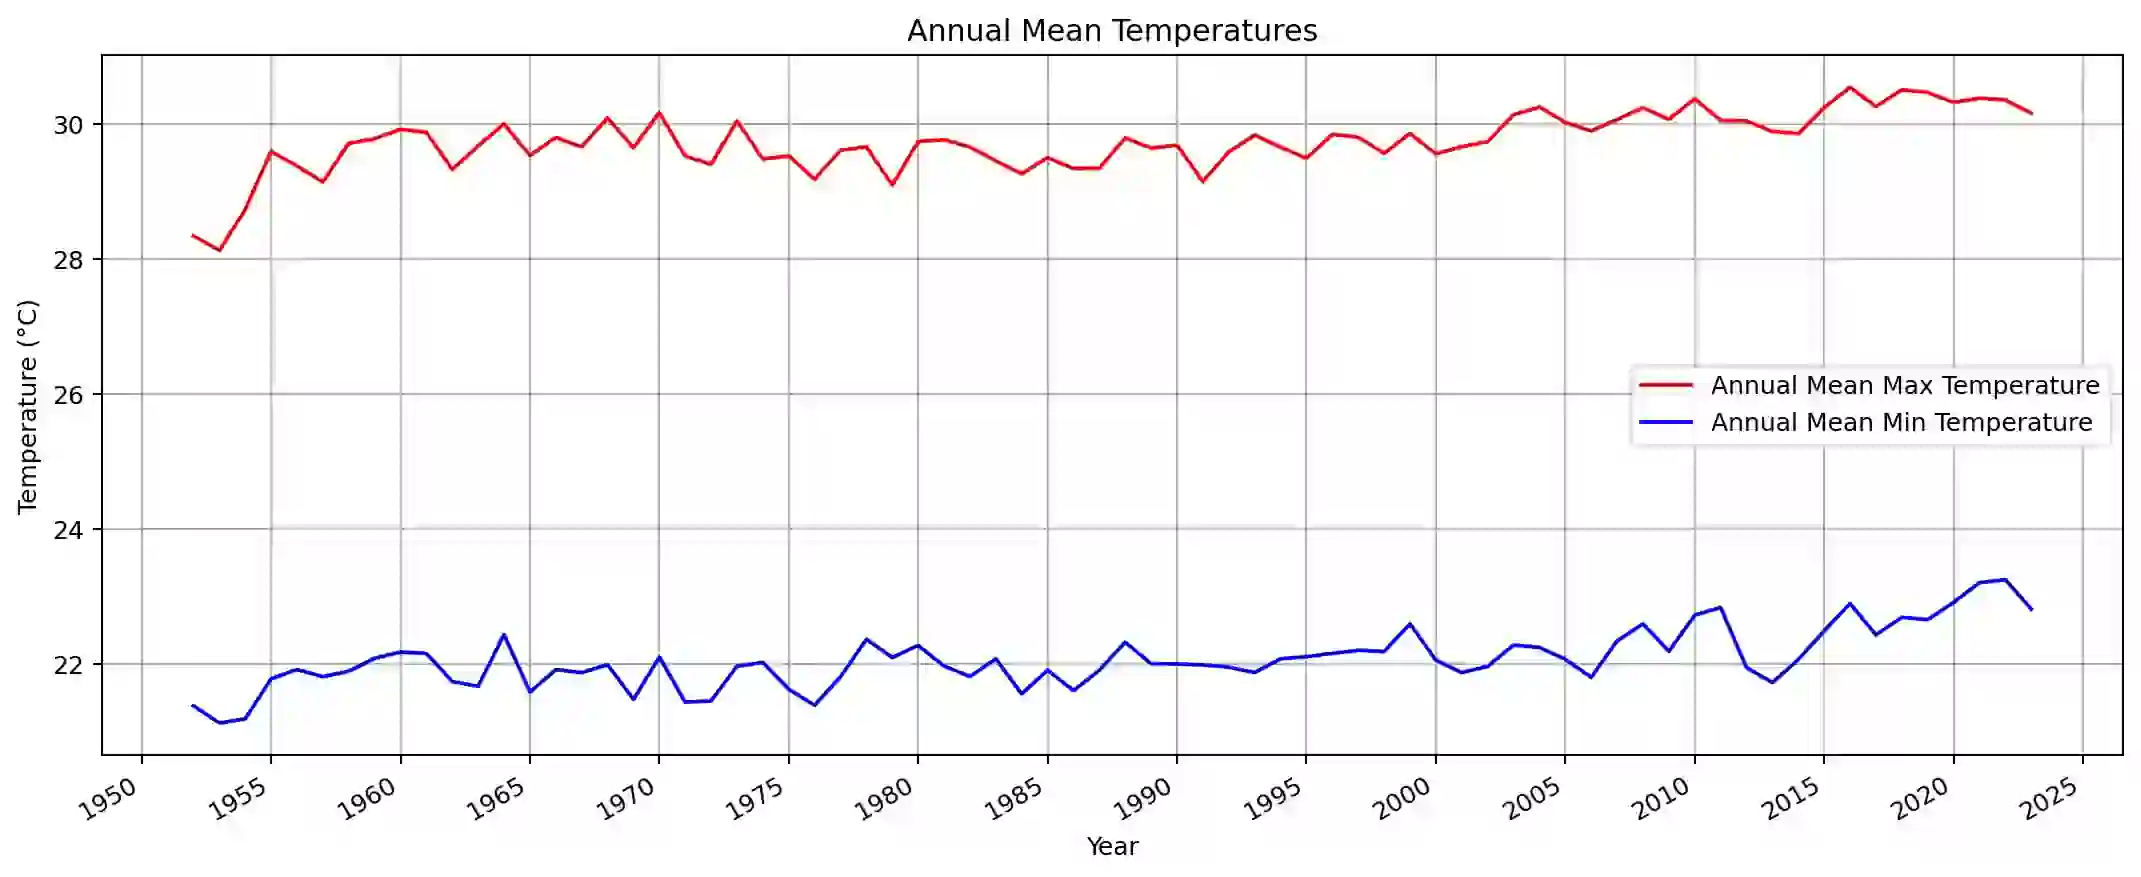 Annual Mean Temperatures
Temperature (°C)
30
28
26
24
22
Annual Mean Max Temperature
Annual Mean Min Temperature
1950 1955 1960 1965 1970 1975 1980 1985 1990 1995 2000 2005 2010 2015 2020 2025
Year